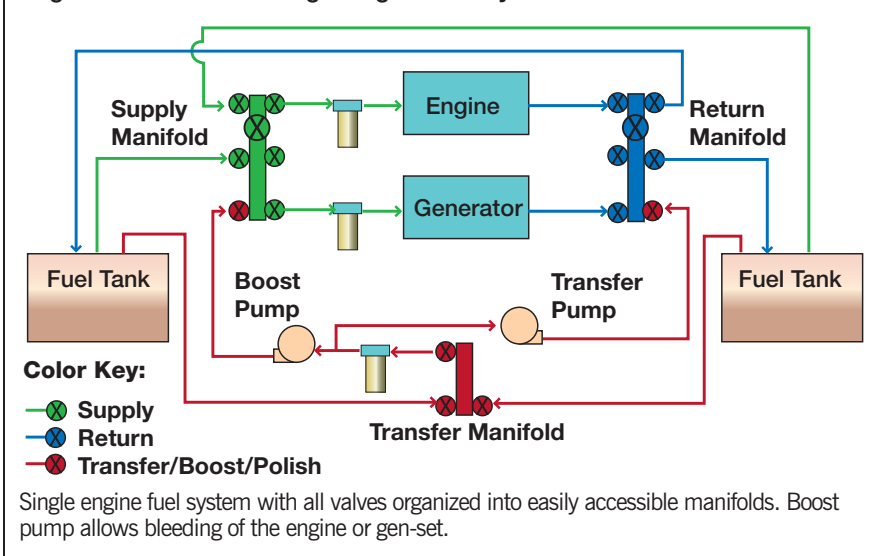 Supply
Manifold
Engine
Return
Manifold
Generator
Fuel Tank
Boost
Pump
Transfer
Pump
Fuel Tank
Color Key:
Supply
Return
Transfer/Boost/Polish
Transfer Manifold
Single engine fuel system with all valves organized into easily accessible manifolds. Boost
pump allows bleeding of the engine or gen-set.